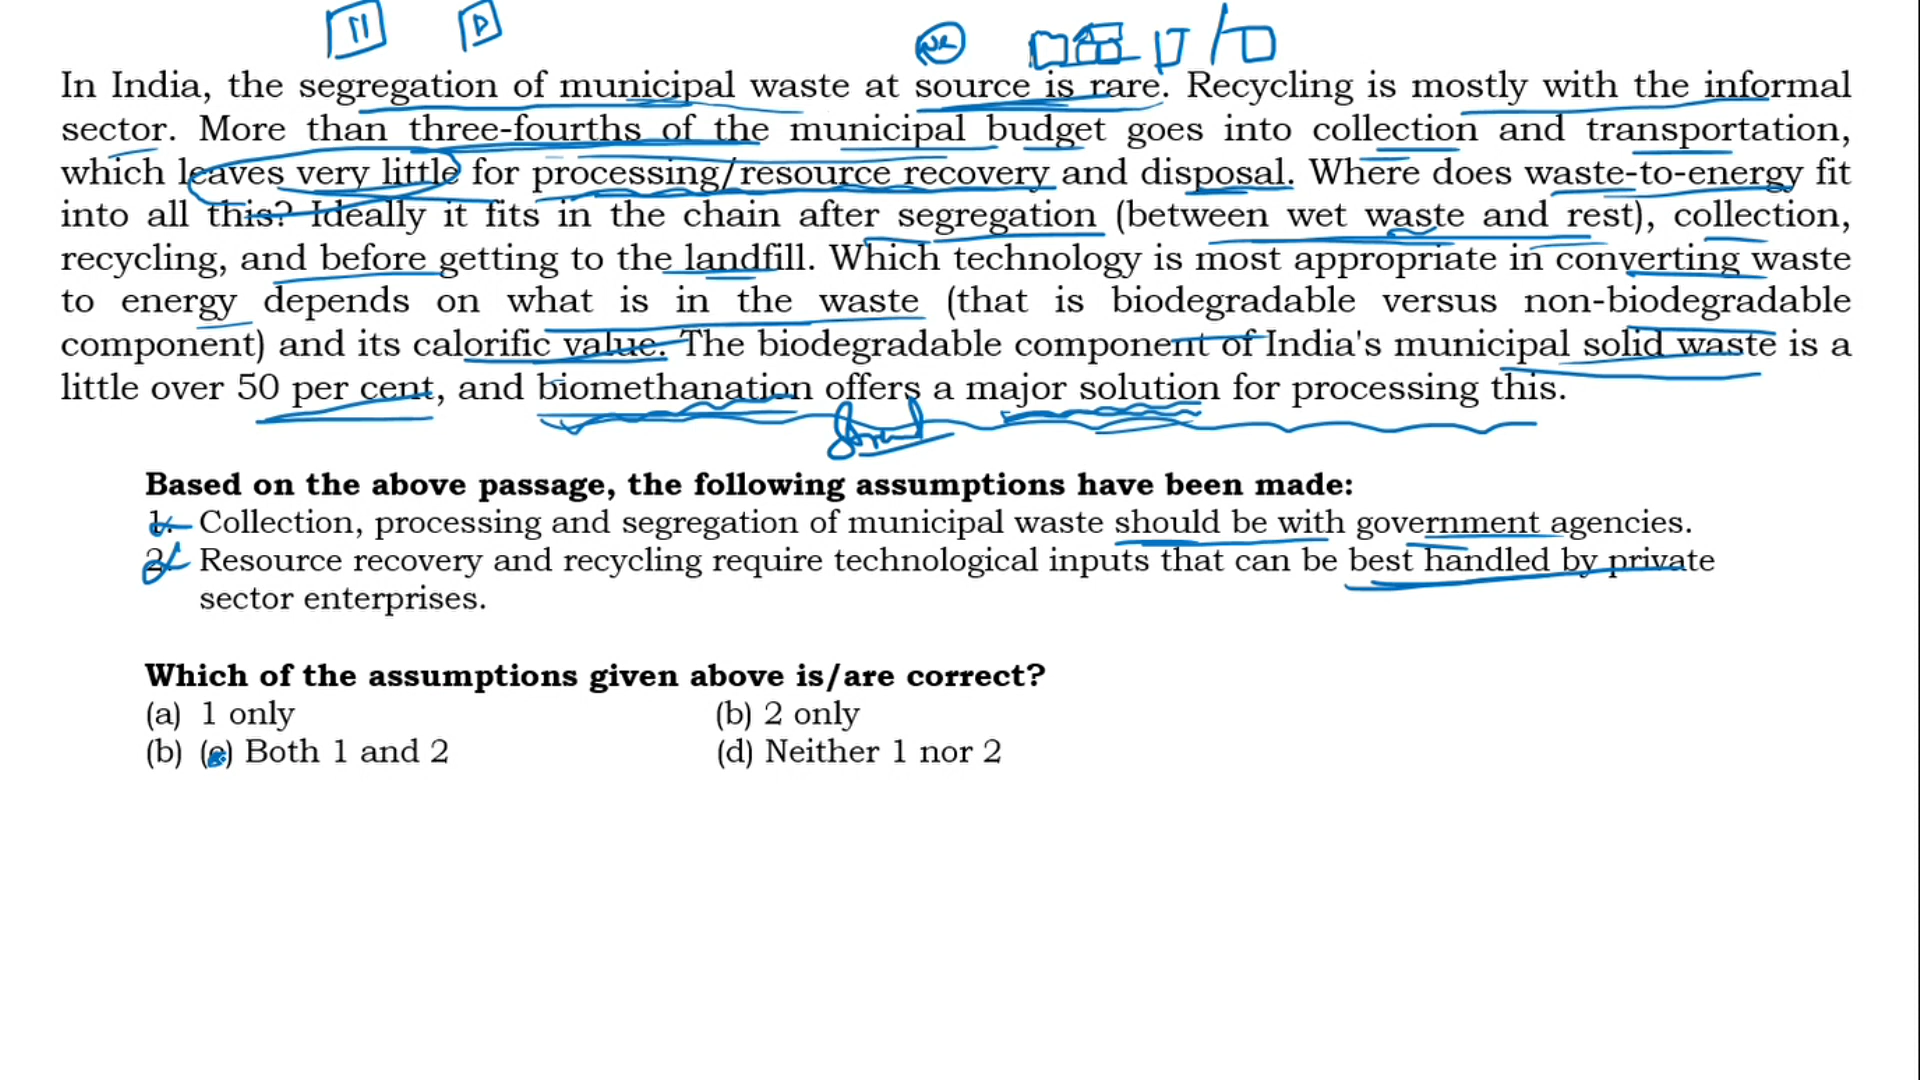 In India, the segregation of municipal waste at source is rare. Recycling is mostly with the informal
sector. More than three-fourths of the municipal budget goes into collection and transportation,
which leaves very little for processing/resource recovery and disposal. Where does waste-to-energy fit
into all this? Ideally it fits in the chain after segregation (between wet waste and rest), collection,
recycling, and before getting to the landfill. Which technology is most appropriate in converting waste
to energy depends on what is in the waste (that is biodegradable versus non-biodegradable
component) and its calorific value. The biodegradable component of India's municipal solid waste is a
little over 50 per cent, and biomethanation offers a major solution for processing this.
Based on the above passage, the following assumptions have been made:
1. Collection, processing and segregation of municipal waste should be with government agencies.
2. Resource recovery and recycling require technological inputs that can be best handled by private
sector enterprises.
Which of the assumptions given above is/are correct?
(a) 1 only (b) 2 only
(b) (c) Both 1 and 2 (d) Neither 1 nor 2